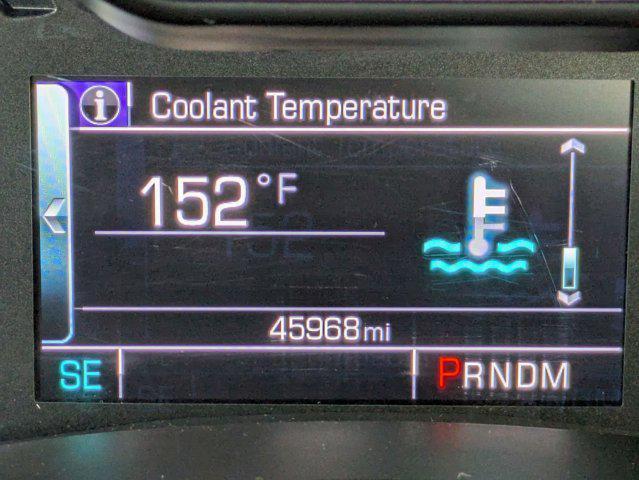 i Coolant Temperature
152°F
45968 mi
SE
PRNDM